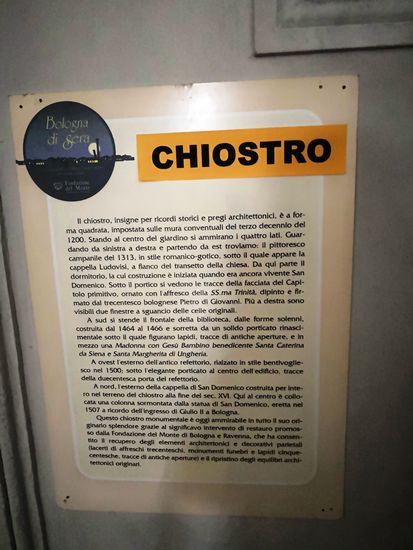 Bologna
di Sera
Fondazione
del Monte
CHIOSTRO
Il chiostro, insigne per ricordi storici e pregi architettonici, è a for-
ma quadrata, impostata sulle mura conventuali del terzo decennio del
1200. Stando al centro del giardino si ammirano i quattro lati. Guar-
dando da sinistra a destra e partendo da est troviamo: il pittoresco
campanile del 1313, in stile romanico-gotico, sotto il quale appare la
cappella Ludovisi, a fianco del transetto della chiesa. Da qui parte il
dormitorio, la cui costruzione è iniziata quando era ancora vivente San
Domenico. Sotto il portico si vedono le tracce della facciata del Capi-
tolo primitivo, ornato con l'affresco della SS.ma Trinità, dipinto e fir-
mato dal trecentesco bolognese Pietro di Giovanni. Più a destra sono
visibili due finestre a sguancio delle celle originali.
A sud si stende il frontale della biblioteca, dalle forme solenni,
costruita dal 1464 al 1466 e sorretta da un solido porticato rinasci-
mentale sotto il quale figurano lapidi, tracce di antiche aperture, e in
mezzo una Madonna con Gesù Bambino benedicente Santa Caterina
da Siena e Santa Margherita di Ungheria.
A ovest l'esterno dell'antico refettorio, rialzato in stile bentivogli-
sco nel 1500; sotto l'elegante porticato al centro dell'edificio, tracce
della duecentesca porta del refettorio.
A nord, l'esterno della cappella di San Domenico costruita per inte-
ro nel terreno del chiostro alla fine del sec. XVI. Qui al centro è collo-
cata una colonna sormontata dalla statua di San Domenico, eretta nel
1507 a ricordo dell'ingresso di Giulio II a Bologna.
Questo chiostro monumentale è oggi ammirabile in tutto il suo ori-
ginario splendore grazie al significavo intervento di restauro promos-
so dalla Fondazione del Monte di Bologna e Ravenna, che ha consen-
tito il recupero degli elementi architettonici e decorativi parietali
(lacerti di affreschi trecenteschi, monumenti funebri e lapidi cinque-
centesche, tracce di antiche aperture) e il ripristino degli equilibri archi-
tettonici originari.